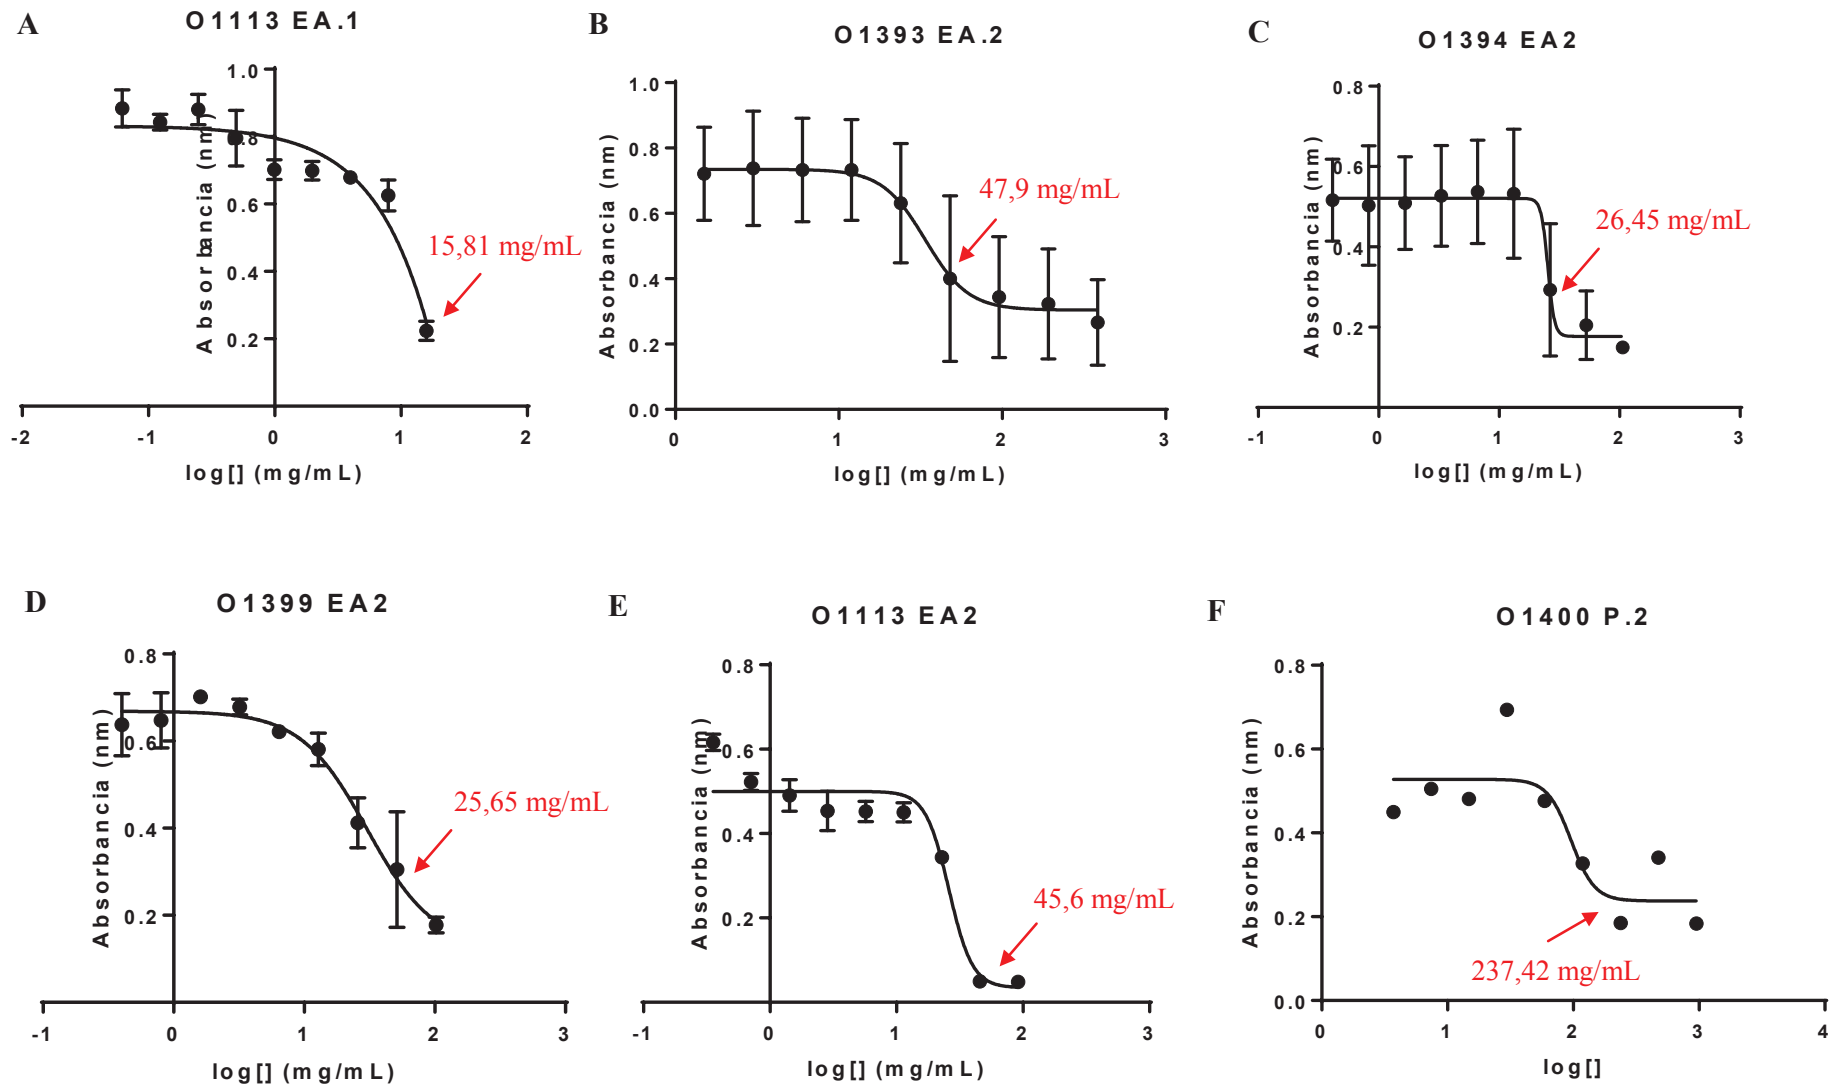 A
O1113 EA.1
Absorbancia (nm)
1.0
0.8
0.6
0.4
0.2
15,81 mg/mL
-2 -1 0 1 2
log[] (mg/mL)
B
O1393 EA.2
Absorbancia (nm)
1.0
0.8
0.6
0.4
0.2
0.0
47,9 mg/mL
0 1 2 3
log[] (mg/mL)
C
O1394 EA2
Absorbancia (nm)
0.8
0.6
0.4
0.2
26,45 mg/mL
-1 0 1 2 3
log[] (mg/mL)
D
O1399 EA2
Absorbancia (nm)
0.8
0.6
0.4
0.2
25,65 mg/mL
-1 0 1 2 3
log[] (mg/mL)
E
O1113 EA2
Absorbancia (nm)
0.8
0.6
0.4
0.2
45,6 mg/mL
-1 0 1 2 3
log[] (mg/mL)
F
O1400 P.2
Absorbancia (nm)
0.8
0.6
0.4
0.2
0.0
237,42 mg/mL
0 1 2 3 4
log[]